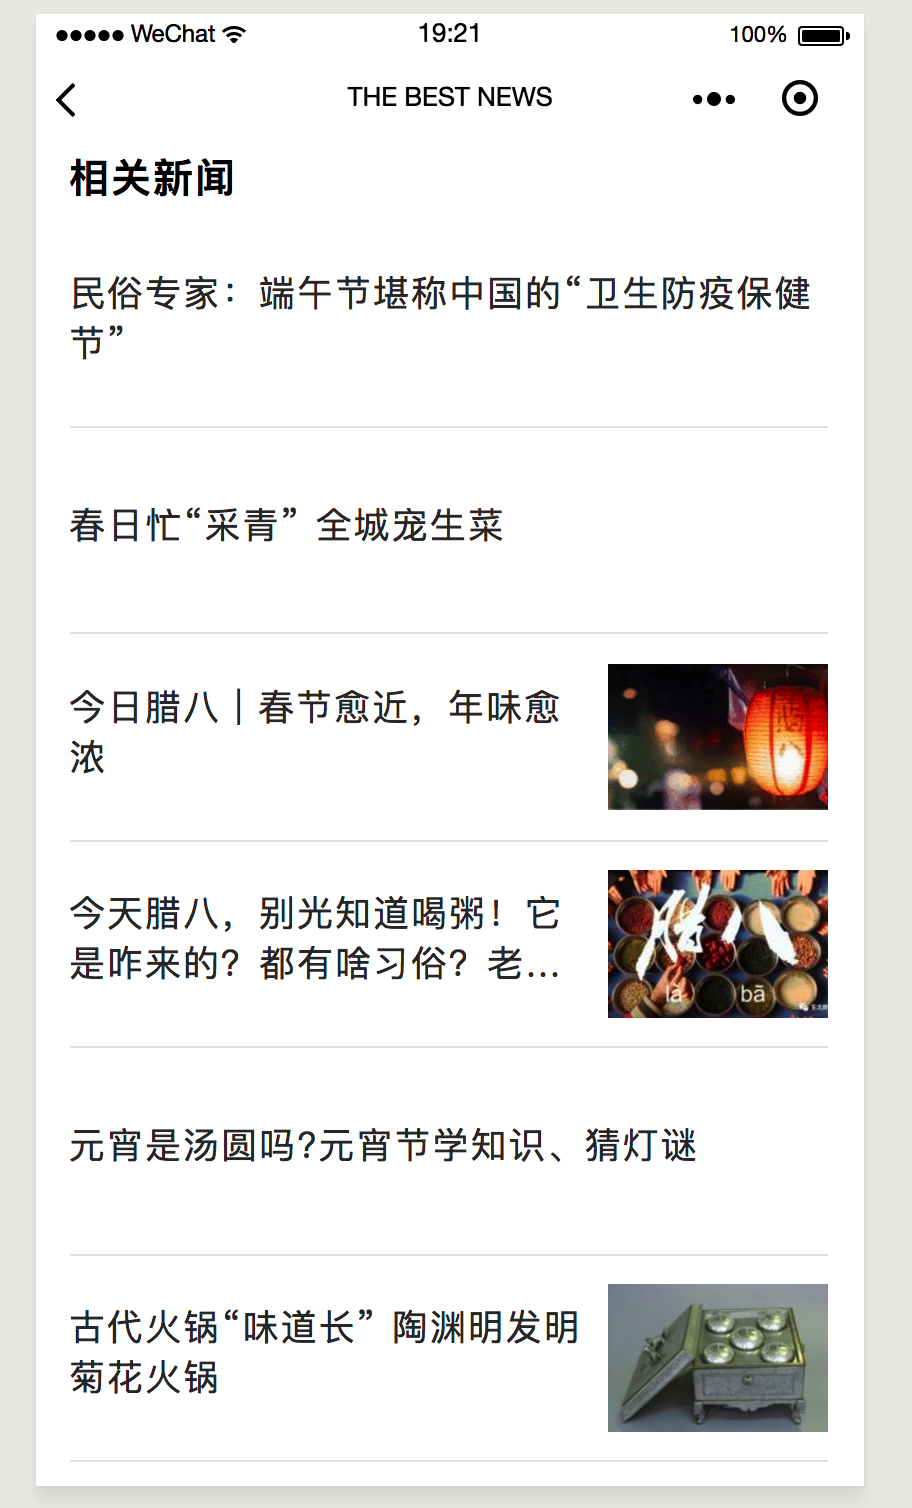 WeChat 19:21 100%
THE BEST NEWS
相关新闻
民俗专家：端午节堪称中国的“卫生防疫保健
节”
春日忙“采青” 全城宠生菜
今日腊八｜春节愈近，年味愈
浓
今天腊八，别光知道喝粥！它
是咋来的？都有啥习俗？老...
腊八
là bā
元宵是汤圆吗?元宵节学知识、猜灯谜
古代火锅“味道长” 陶渊明发明
菊花火锅